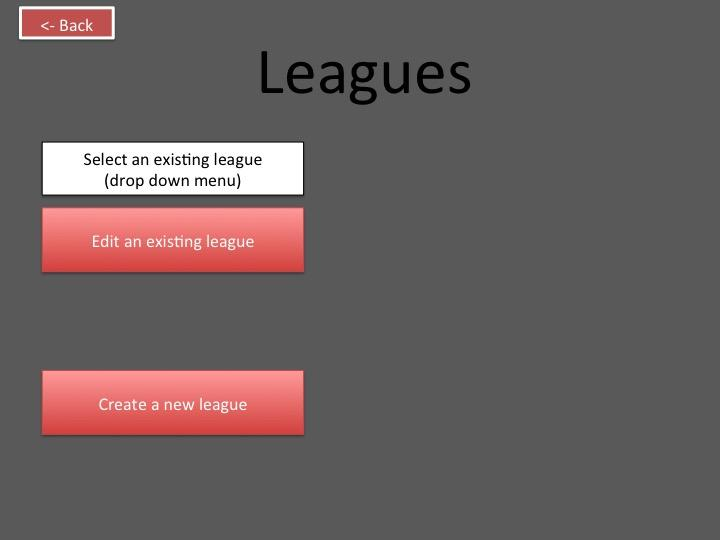 <- Back
Leagues
Select an existing league
(drop down menu)
Edit an existing league
Create a new league